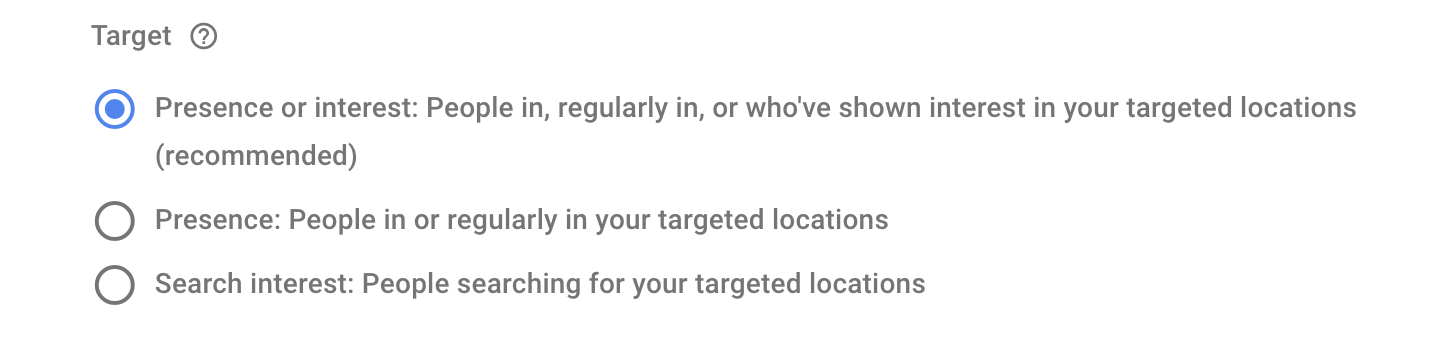 Target ?
Presence or interest: People in, regularly in, or who've shown interest in your targeted locations
(recommended)
Presence: People in or regularly in your targeted locations
Search interest: People searching for your targeted locations